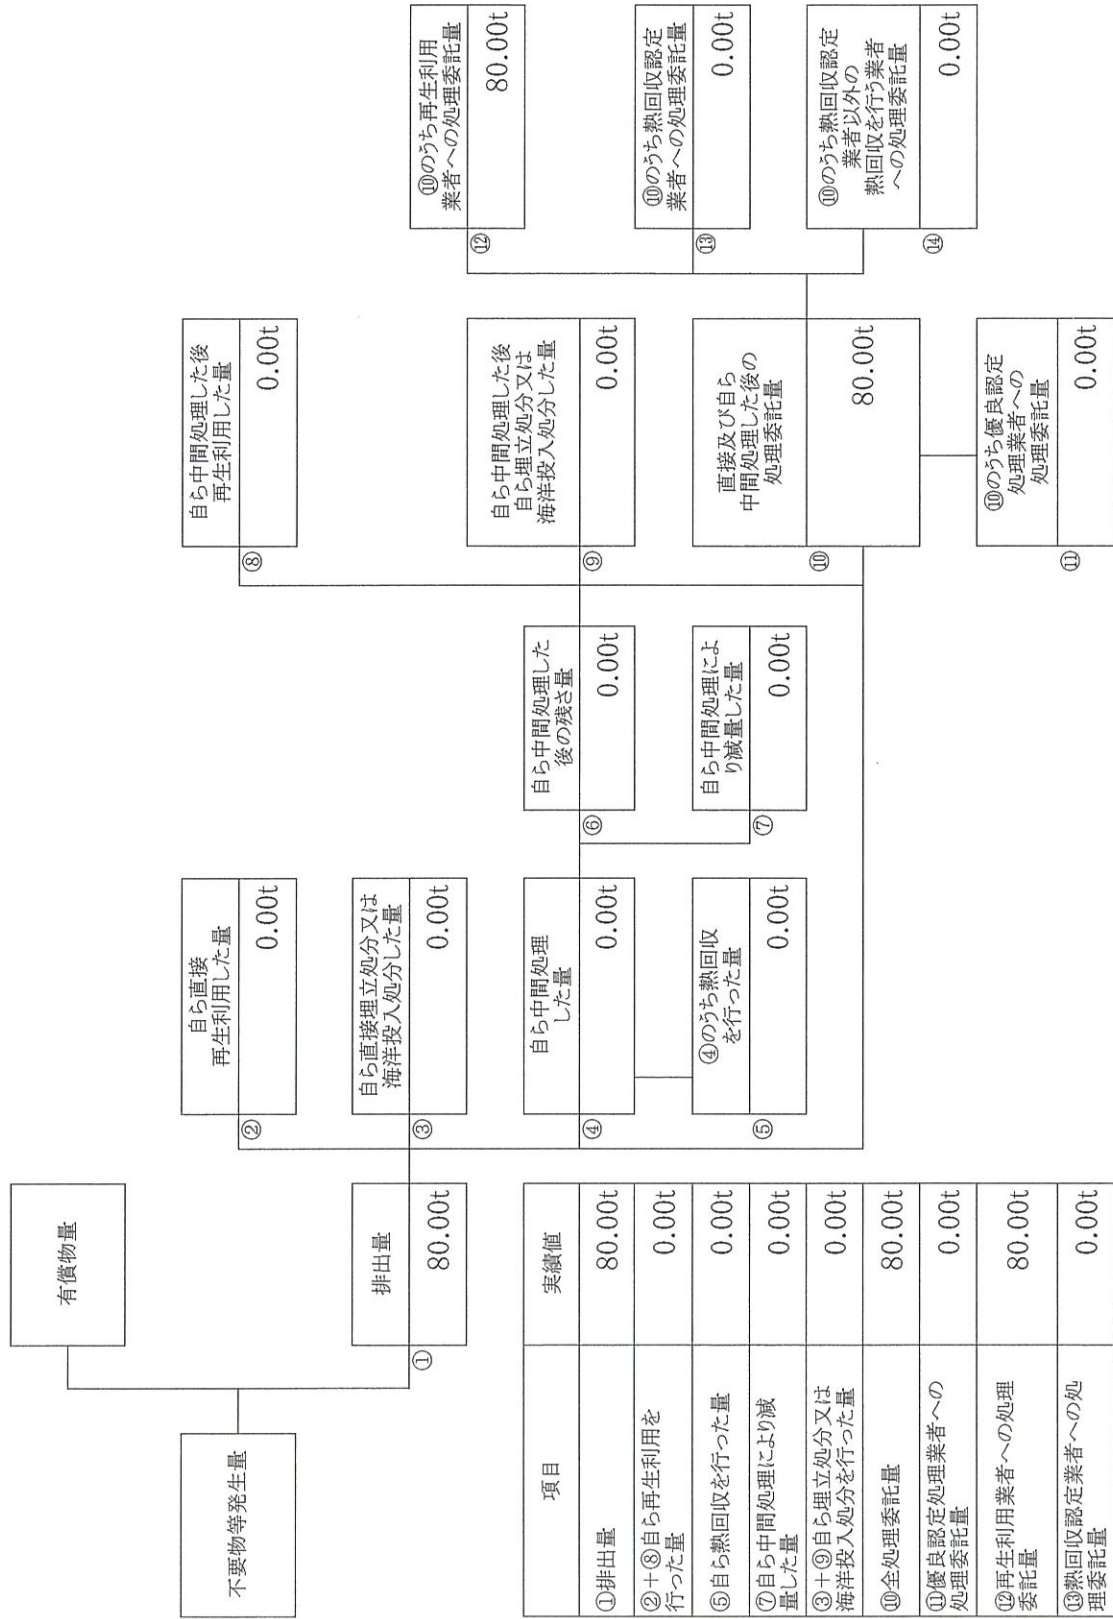 不要物等発生量
有償物量
排出量
①
80.00t
自ら直接
再生利用した量
②
0.00t
自ら直接埋立処分又は
海洋投入処分した量
③
0.00t
自ら中間処理
した量
④
0.00t
④のうち熱回収
を行った量
⑤
0.00t
自ら中間処理した
後の残さ量
⑥
0.00t
自ら中間処理によ
り減量した量
⑦
0.00t
自ら中間処理した後
再生利用した量
⑧
0.00t
自ら中間処理した後
自ら埋立処分又は
海洋投入処分した量
⑨
0.00t
直接及び自ら
中間処理した後の
処理委託量
⑩
80.00t
⑩のうち優良認定
処理業者への
処理委託量
⑪
0.00t
⑩のうち再生利用
業者への処理委託量
⑫
80.00t
⑩のうち熱回収認定
業者への処理委託量
⑬
0.00t
⑩のうち熱回収認定
業者以外の
熱回収を行う業者
への処理委託量
⑭
0.00t
項目 実績値
①排出量 80.00t
②+⑧自ら再生利用を
行った量 0.00t
⑤自ら熱回収を行った量 0.00t
⑦自ら中間処理により減
量した量 0.00t
③+⑨自ら埋立処分又は
海洋投入処分を行った量 0.00t
⑩全処理委託量 80.00t
⑪優良認定処理業者への
処理委託量 0.00t
⑫再生利用業者への処理
委託量 80.00t
⑬熱回収認定業者への処
理委託量 0.00t